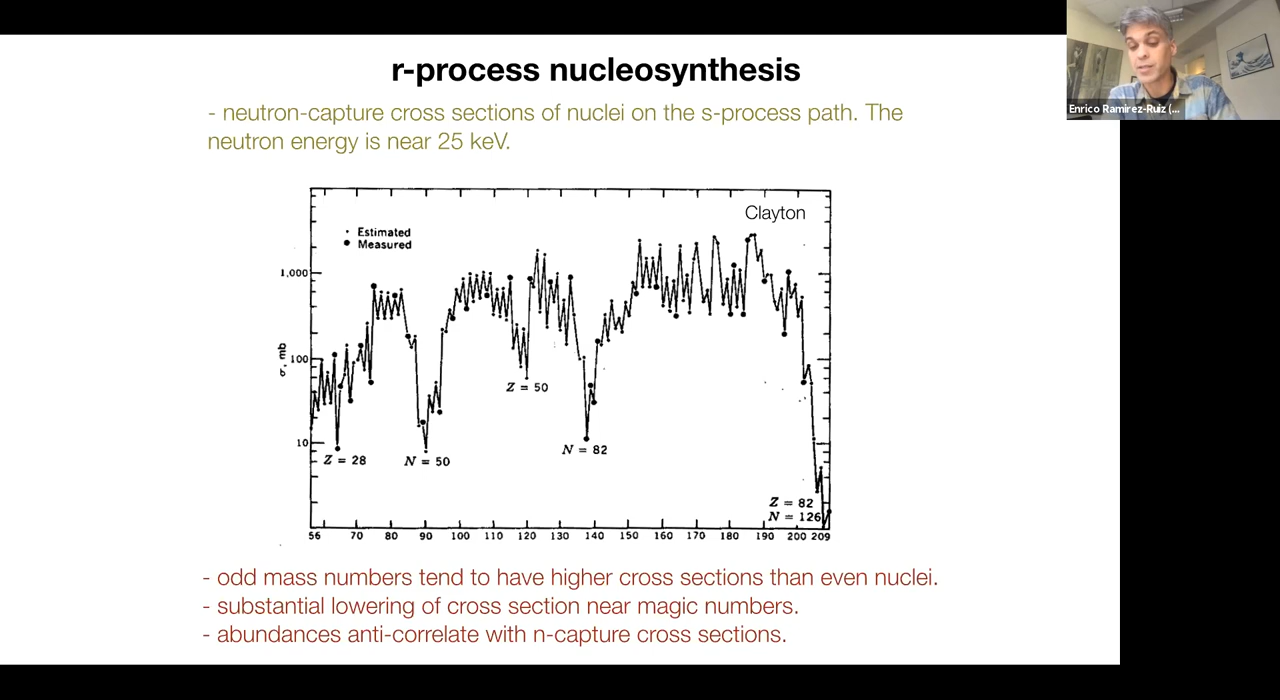 r-process nucleosynthesis
- neutron-capture cross sections of nuclei on the s-process path. The
neutron energy is near 25 keV.
Enrico Ramirez-Ruiz (...
Clayton
Estimated
Measured
1,000
100
10
σ, mb
Z = 50
Z = 28
N = 50
N = 82
Z = 82
N = 126
56 70 80 90 100 110 120 130 140 150 160 170 180 190 200 209
- odd mass numbers tend to have higher cross sections than even nuclei.
- substantial lowering of cross section near magic numbers.
- abundances anti-correlate with n-capture cross sections.